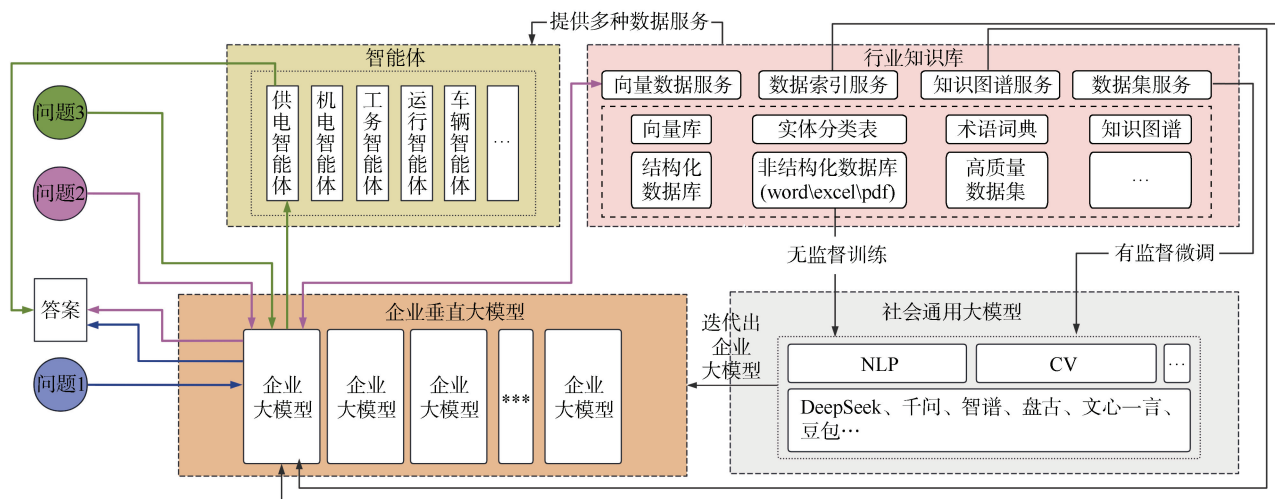 提供多种数据服务
智能体
供电智能体
机电智能体
工务智能体
运行智能体
车辆智能体
…
行业知识库
向量数据服务
数据索引服务
知识图谱服务
数据集服务
向量库
实体分类表
术语词典
知识图谱
结构化
数据库
非结构化数据库
(word\excel\pdf)
高质量
数据集
…
问题3
问题2
答案
问题1
无监督训练
有监督微调
企业垂直大模型
企业
大模型
企业
大模型
企业
大模型
***
企业
大模型
迭代出
企业
大模型
社会通用大模型
NLP
CV
…
DeepSeek、千问、智谱、盘古、文心一言、
豆包…